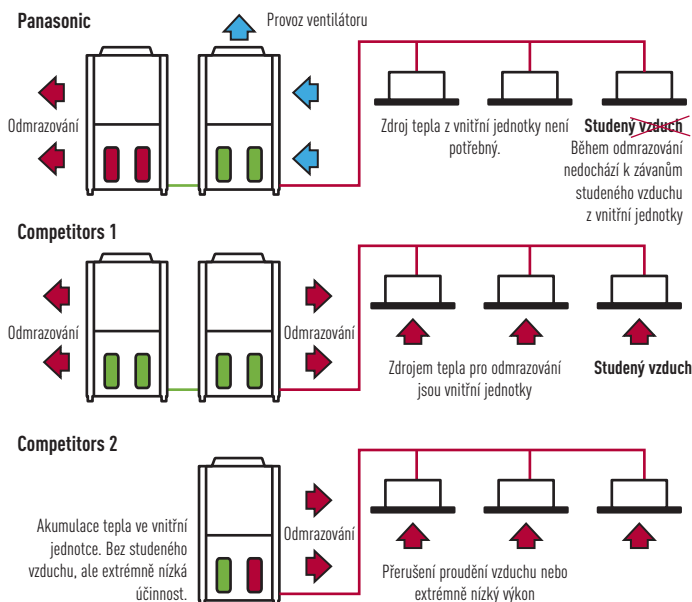 Panasonic
Provoz ventilátoru
Odmrazování
Zdroj tepla z vnitřní jednotky není
potřebný.
Studený vzduch
Během odmrazování
nedochází k závanům
studeného vzduchu
z vnitřní jednotky
Competitors 1
Odmrazování
Odmrazování
Zdrojem tepla pro odmrazování
jsou vnitřní jednotky
Studený vzduch
Competitors 2
Akumulace tepla ve vnitřní
jednotce. Bez studeného
vzduchu, ale extrémně nízká
účinnost.
Odmrazování
Přerušení proudění vzduchu nebo
extrémně nízký výkon